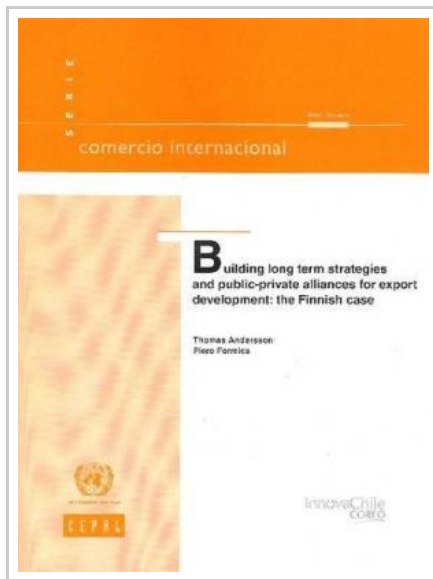 SERIE
comercio internacional
Building long term strategies
and public-private alliances for export
development: the Finnish case
Thomas Andersson
Piero Formica
CEPAL
InnovaChile
CORFO